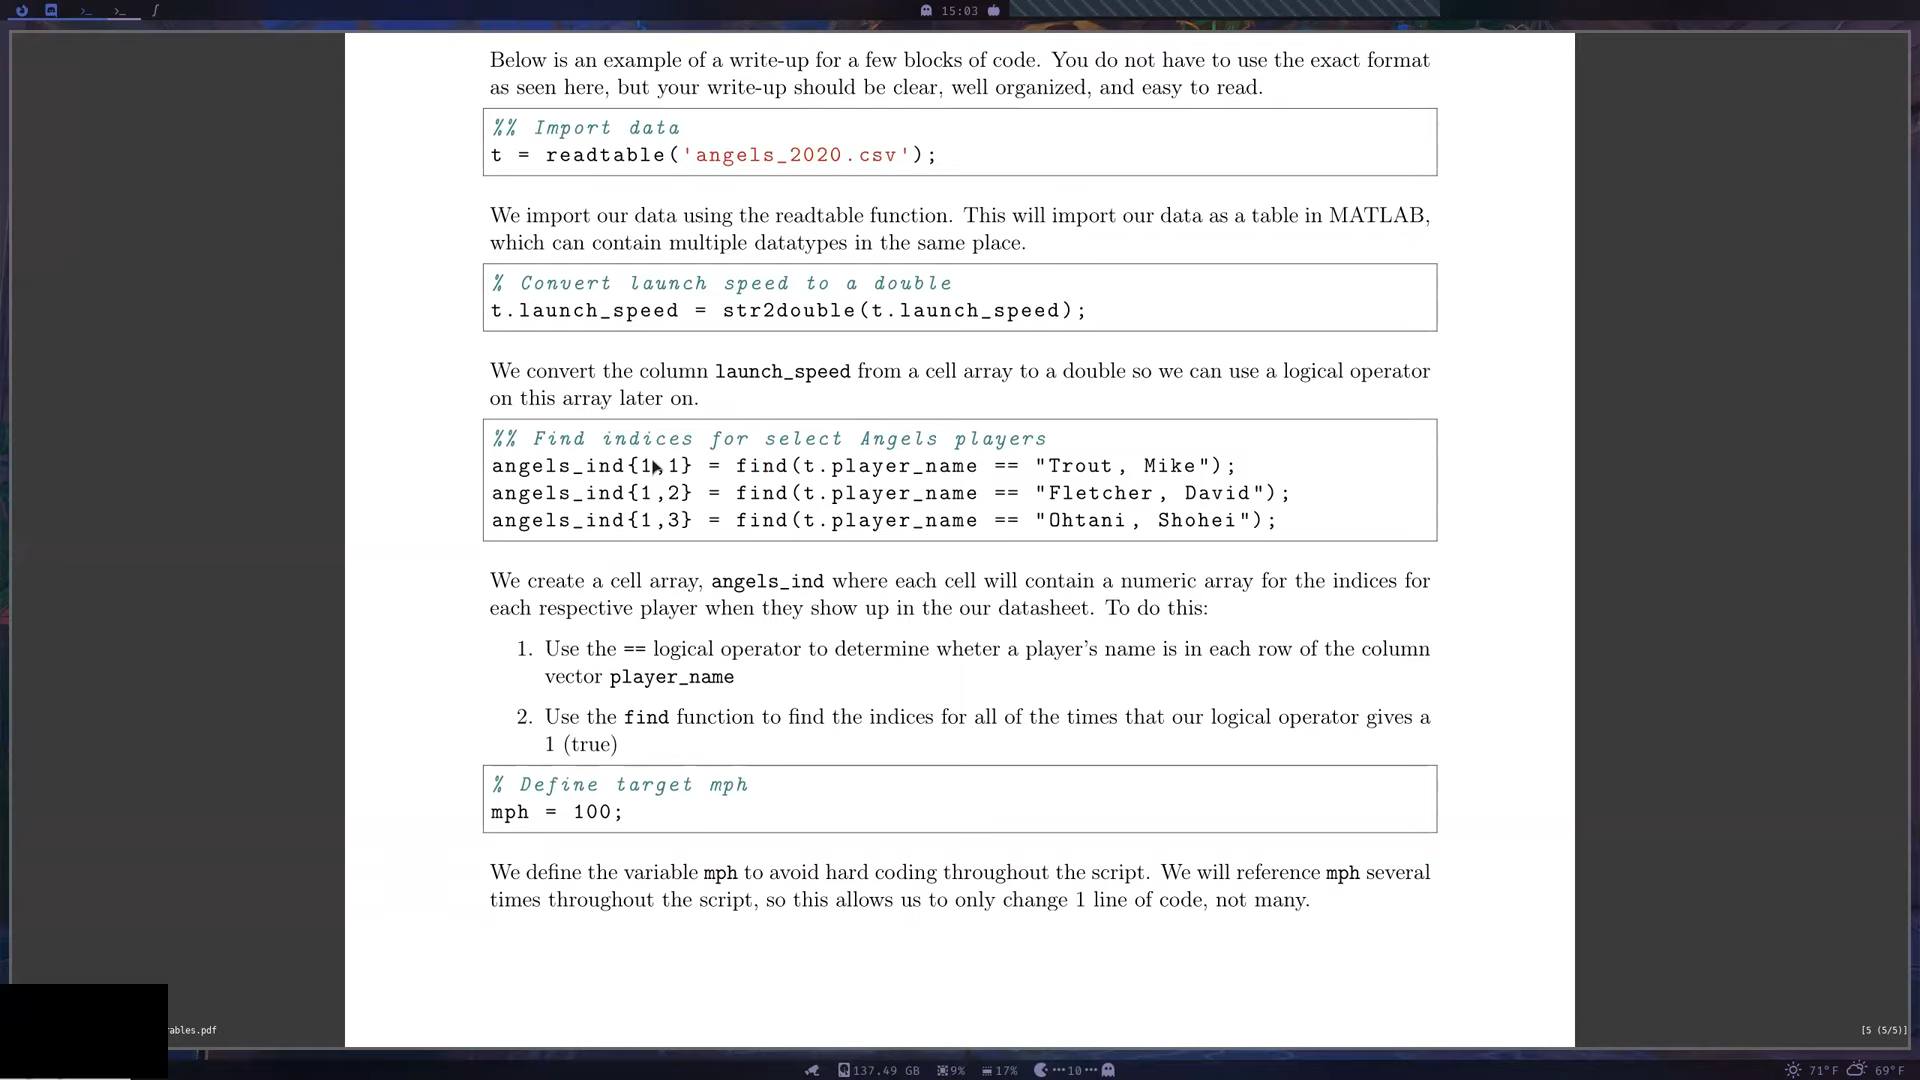 15:03
Below is an example of a write-up for a few blocks of code. You do not have to use the exact format
as seen here, but your write-up should be clear, well organized, and easy to read.
%% Import data
t = readtable('angels_2020.csv');
We import our data using the readtable function. This will import our data as a table in MATLAB,
which can contain multiple datatypes in the same place.
% Convert launch speed to a double
t.launch_speed = str2double(t.launch_speed);
We convert the column launch_speed from a cell array to a double so we can use a logical operator
on this array later on.
%% Find indices for select Angels players
angels_ind{1,1} = find(t.player_name == "Trout, Mike");
angels_ind{1,2} = find(t.player_name == "Fletcher, David");
angels_ind{1,3} = find(t.player_name == "Ohtani, Shohei");
We create a cell array, angels_ind where each cell will contain a numeric array for the indices for
each respective player when they show up in the our datasheet. To do this:
1. Use the == logical operator to determine wheter a player's name is in each row of the column
vector player_name
2. Use the find function to find the indices for all of the times that our logical operator gives a
1 (true)
% Define target mph
mph = 100;
We define the variable mph to avoid hard coding throughout the script. We will reference mph several
times throughout the script, so this allows us to only change 1 line of code, not many.
rables.pdf
[5 (5/5)]
137.49 GB 9% 17% 10 71°F 69°F